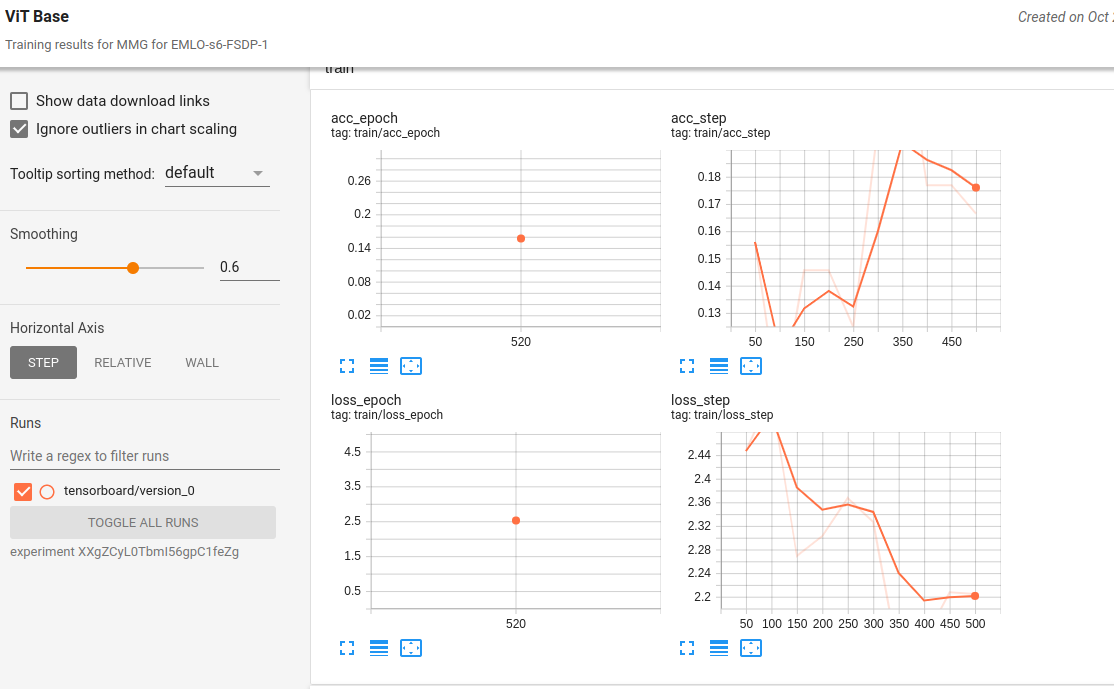 ViT Base
Created on Oct
Training results for MMG for EMLO-s6-FSDP-1
train
Show data download links
Ignore outliers in chart scaling
Tooltip sorting method: default
Smoothing
0.6
Horizontal Axis
STEP RELATIVE WALL
Runs
Write a regex to filter runs
tensorboard/version_0
TOGGLE ALL RUNS
experiment XXgZCyL0TbmI56gpC1feZg
acc_epoch
tag: train/acc_epoch
0.26
0.2
0.14
0.08
0.02
520
acc_step
tag: train/acc_step
0.18
0.17
0.16
0.15
0.14
0.13
50 150 250 350 450
loss_epoch
tag: train/loss_epoch
4.5
3.5
2.5
1.5
0.5
520
loss_step
tag: train/loss_step
2.44
2.4
2.36
2.32
2.28
2.24
2.2
50 100 150 200 250 300 350 400 450 500